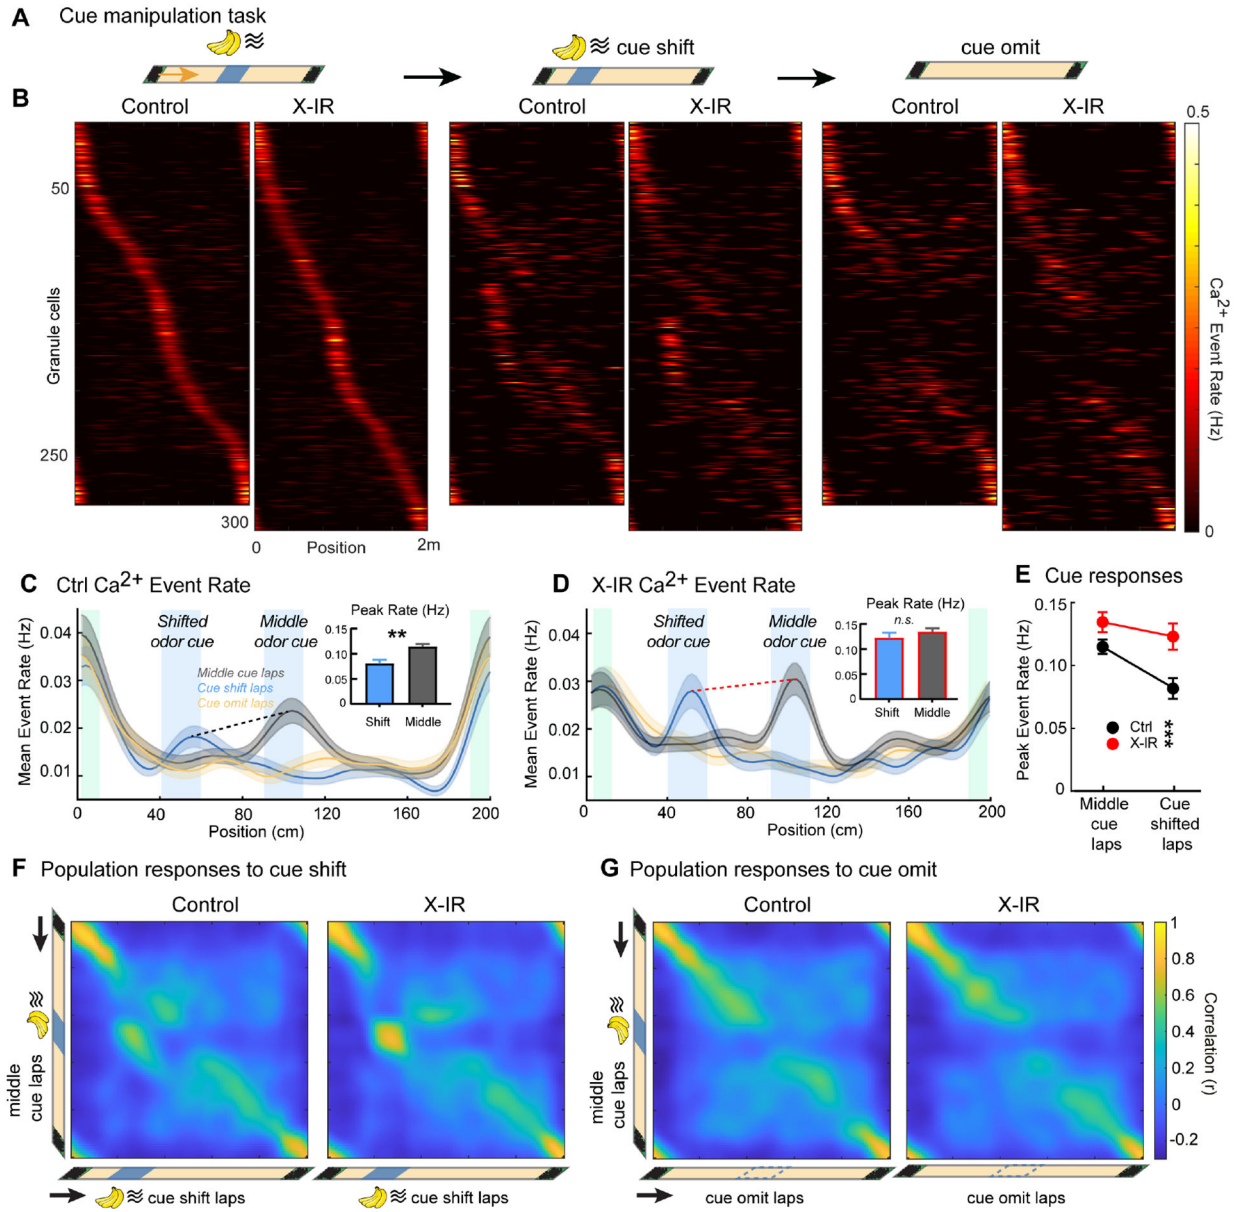 A Cue manipulation task
cue shift
cue omit
B Control X-IR Control X-IR Control X-IR
0.5
50
Granule cells
250
300
0 Position 2m
Ca2+ Event Rate (Hz)
0
C Ctrl Ca2+ Event Rate
Mean Event Rate (Hz)
0.04
0.03
0.02
0.01
Shifted
odor cue
Middle
odor cue
Middle cue laps
Cue shift laps
Cue omit laps
Peak Rate (Hz)
**
0.15
0.1
0.05
0
Shift Middle
0 40 80 120 160 200
Position (cm)
D X-IR Ca2+ Event Rate
Mean Event Rate (Hz)
0.04
0.03
0.02
0.01
Shifted
odor cue
Middle
odor cue
Peak Rate (Hz)
n.s.
0.15
0.1
0.05
0
Shift Middle
0 40 80 120 160 200
Position (cm)
E Cue responses
Peak Event Rate (Hz)
0.15
0.10
0.05
0
Ctrl
X-IR
***
Middle
cue
laps
Cue
shifted
laps
F Population responses to cue shift
Control X-IR
middle
cue laps
cue shift laps
cue shift laps
G Population responses to cue omit
Control X-IR
middle
cue laps
cue omit laps
cue omit laps
1
0.8
0.6
0.4
0.2
0
-0.2
Correlation (r)